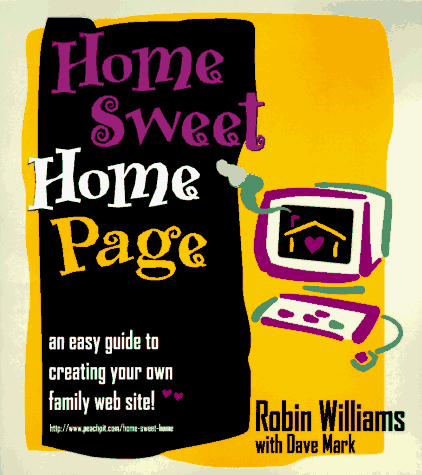 Home
Sweet
Home
Page
an easy guide to
creating your own
family web site!
http://www.peachpit.com/home-sweet-home
Robin Williams
with Dave Mark